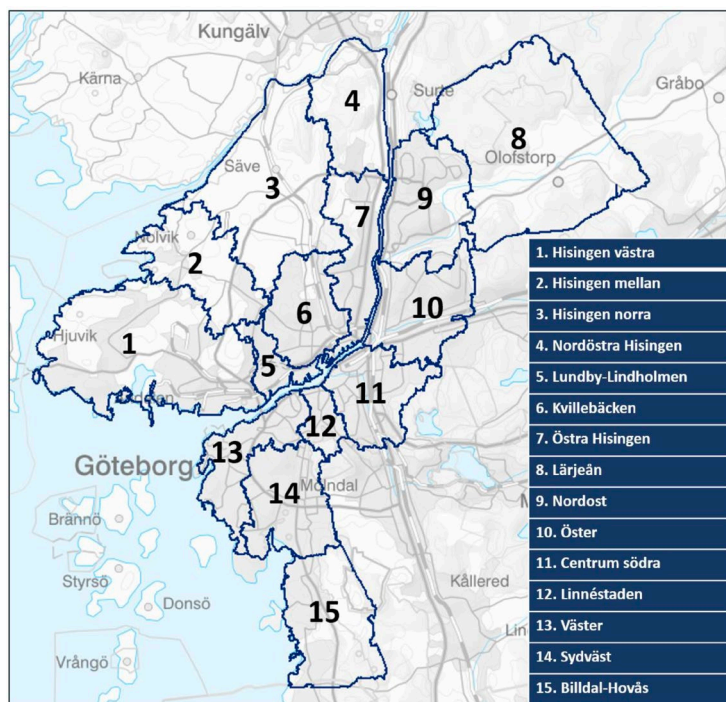 Kungälv
Kärna
Surte
Gråbo
4
8
Säve
Olofstorp
3
9
7
Nolvik
2
1. Hisingen västra
2. Hisingen mellan
3. Hisingen norra
4. Nordöstra Hisingen
5. Lundby-Lindholmen
6. Kvillebäcken
7. Östra Hisingen
8. Lärjeån
9. Nordost
10. Öster
11. Centrum södra
12. Linnéstaden
13. Väster
14. Sydväst
15. Billdal-Hovås
10
6
Hjuvik
1
5
11
12
13
Göteborg
14
Mölndal
Brännö
Styrsö
Donsö
Kållered
15
Vrångö